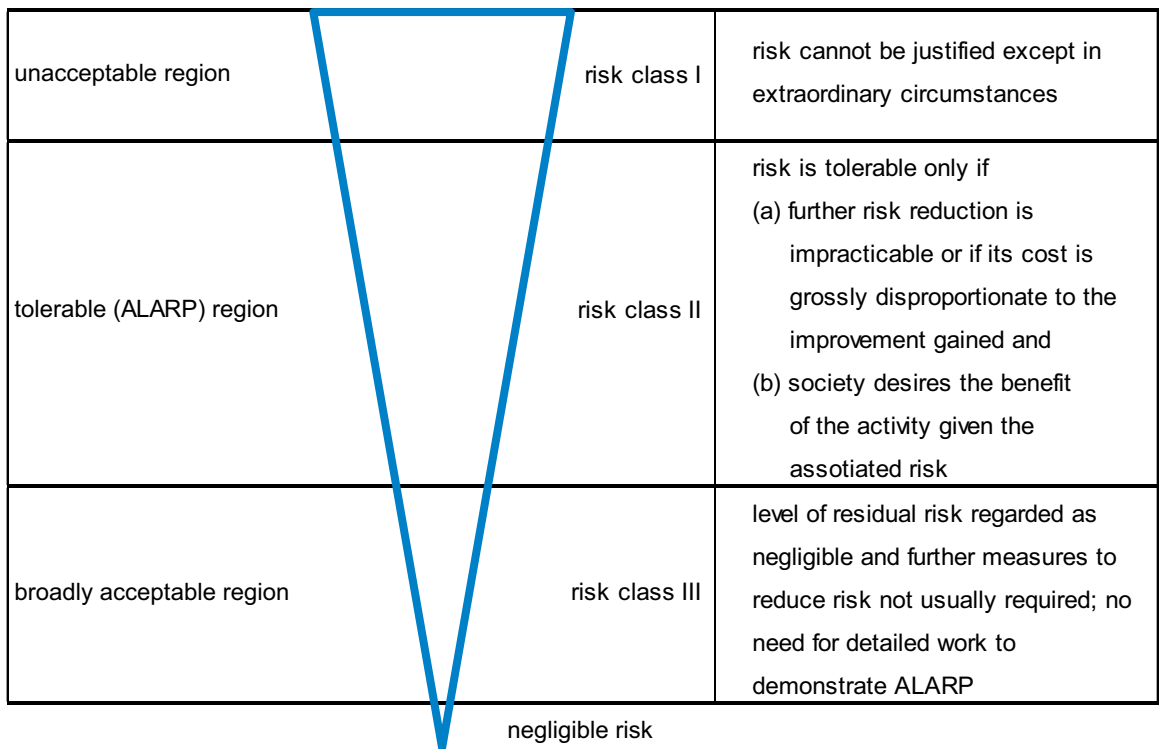 unacceptable region
risk class I
risk cannot be justified except in
extraordinary circumstances
tolerable (ALARP) region
risk class II
risk is tolerable only if
(a) further risk reduction is
impracticable or if its cost is
grossly disproportionate to the
improvement gained and
(b) society desires the benefit
of the activity given the
assotiated risk
broadly acceptable region
risk class III
level of residual risk regarded as
negligible and further measures to
reduce risk not usually required; no
need for detailed work to
demonstrate ALARP
negligible risk